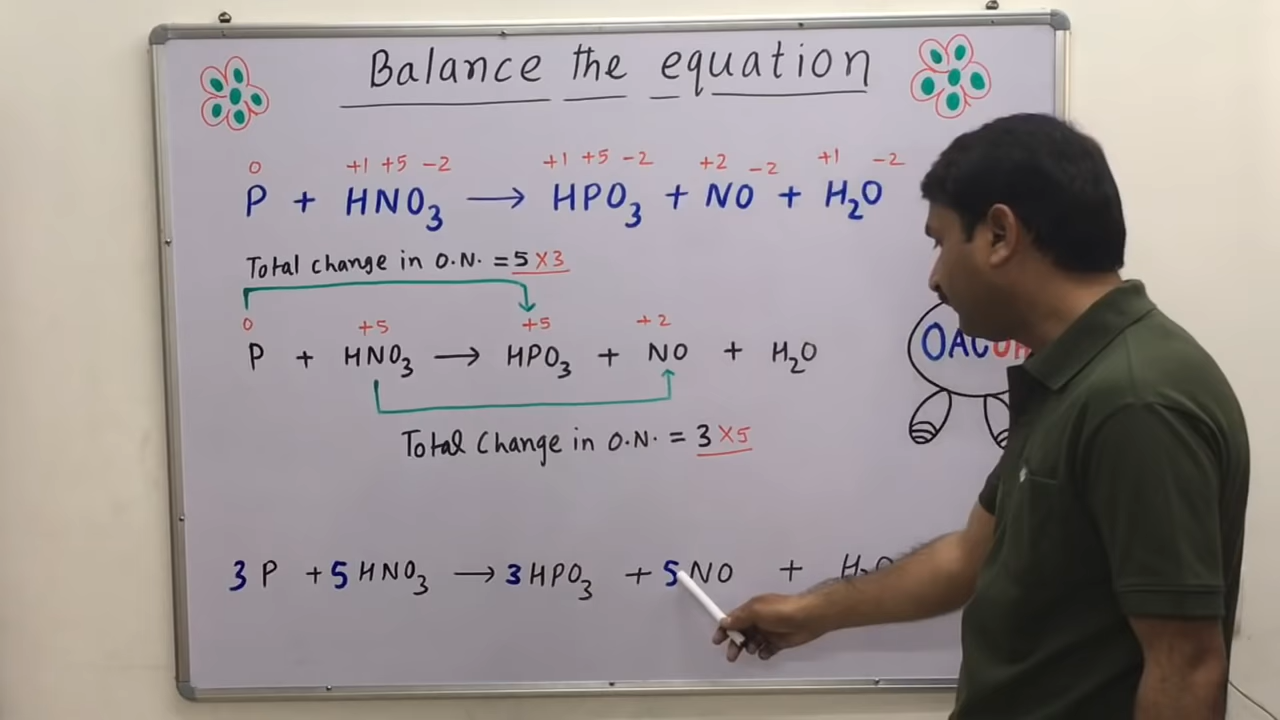 Balance the equation
0 +1 +5 -2 +1 +5 -2 +2 -2 +1 -2
P + HNO3 → HPO3 + NO + H2O
Total change in O.N. = 5 X3
0 +5 +5 +2
P + HNO3 → HPO3 + NO + H2O
Total Change in O.N. = 3 X5
3 P + 5 HNO3 → 3 HPO3 + 5 NO + H2O